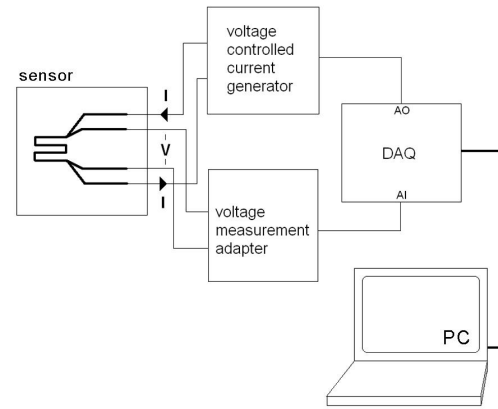 voltage
controlled
current
generator
sensor
I
V
I
AO
DAQ
AI
voltage
measurement
adapter
PC